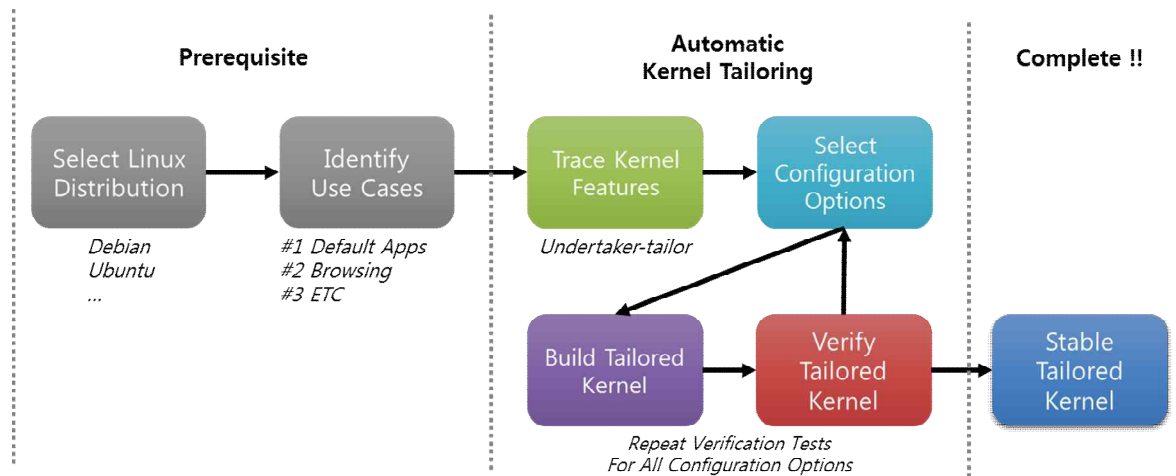 Prerequisite
Automatic
Kernel Tailoring
Complete !!
Select Linux
Distribution
Identify
Use Cases
Trace Kernel
Features
Select
Configuration
Options
Debian
Ubuntu
...
#1 Default Apps
#2 Browsing
#3 ETC
Undertaker-tailor
Build Tailored
Kernel
Verify
Tailored
Kernel
Stable
Tailored
Kernel
Repeat Verification Tests
For All Configuration Options